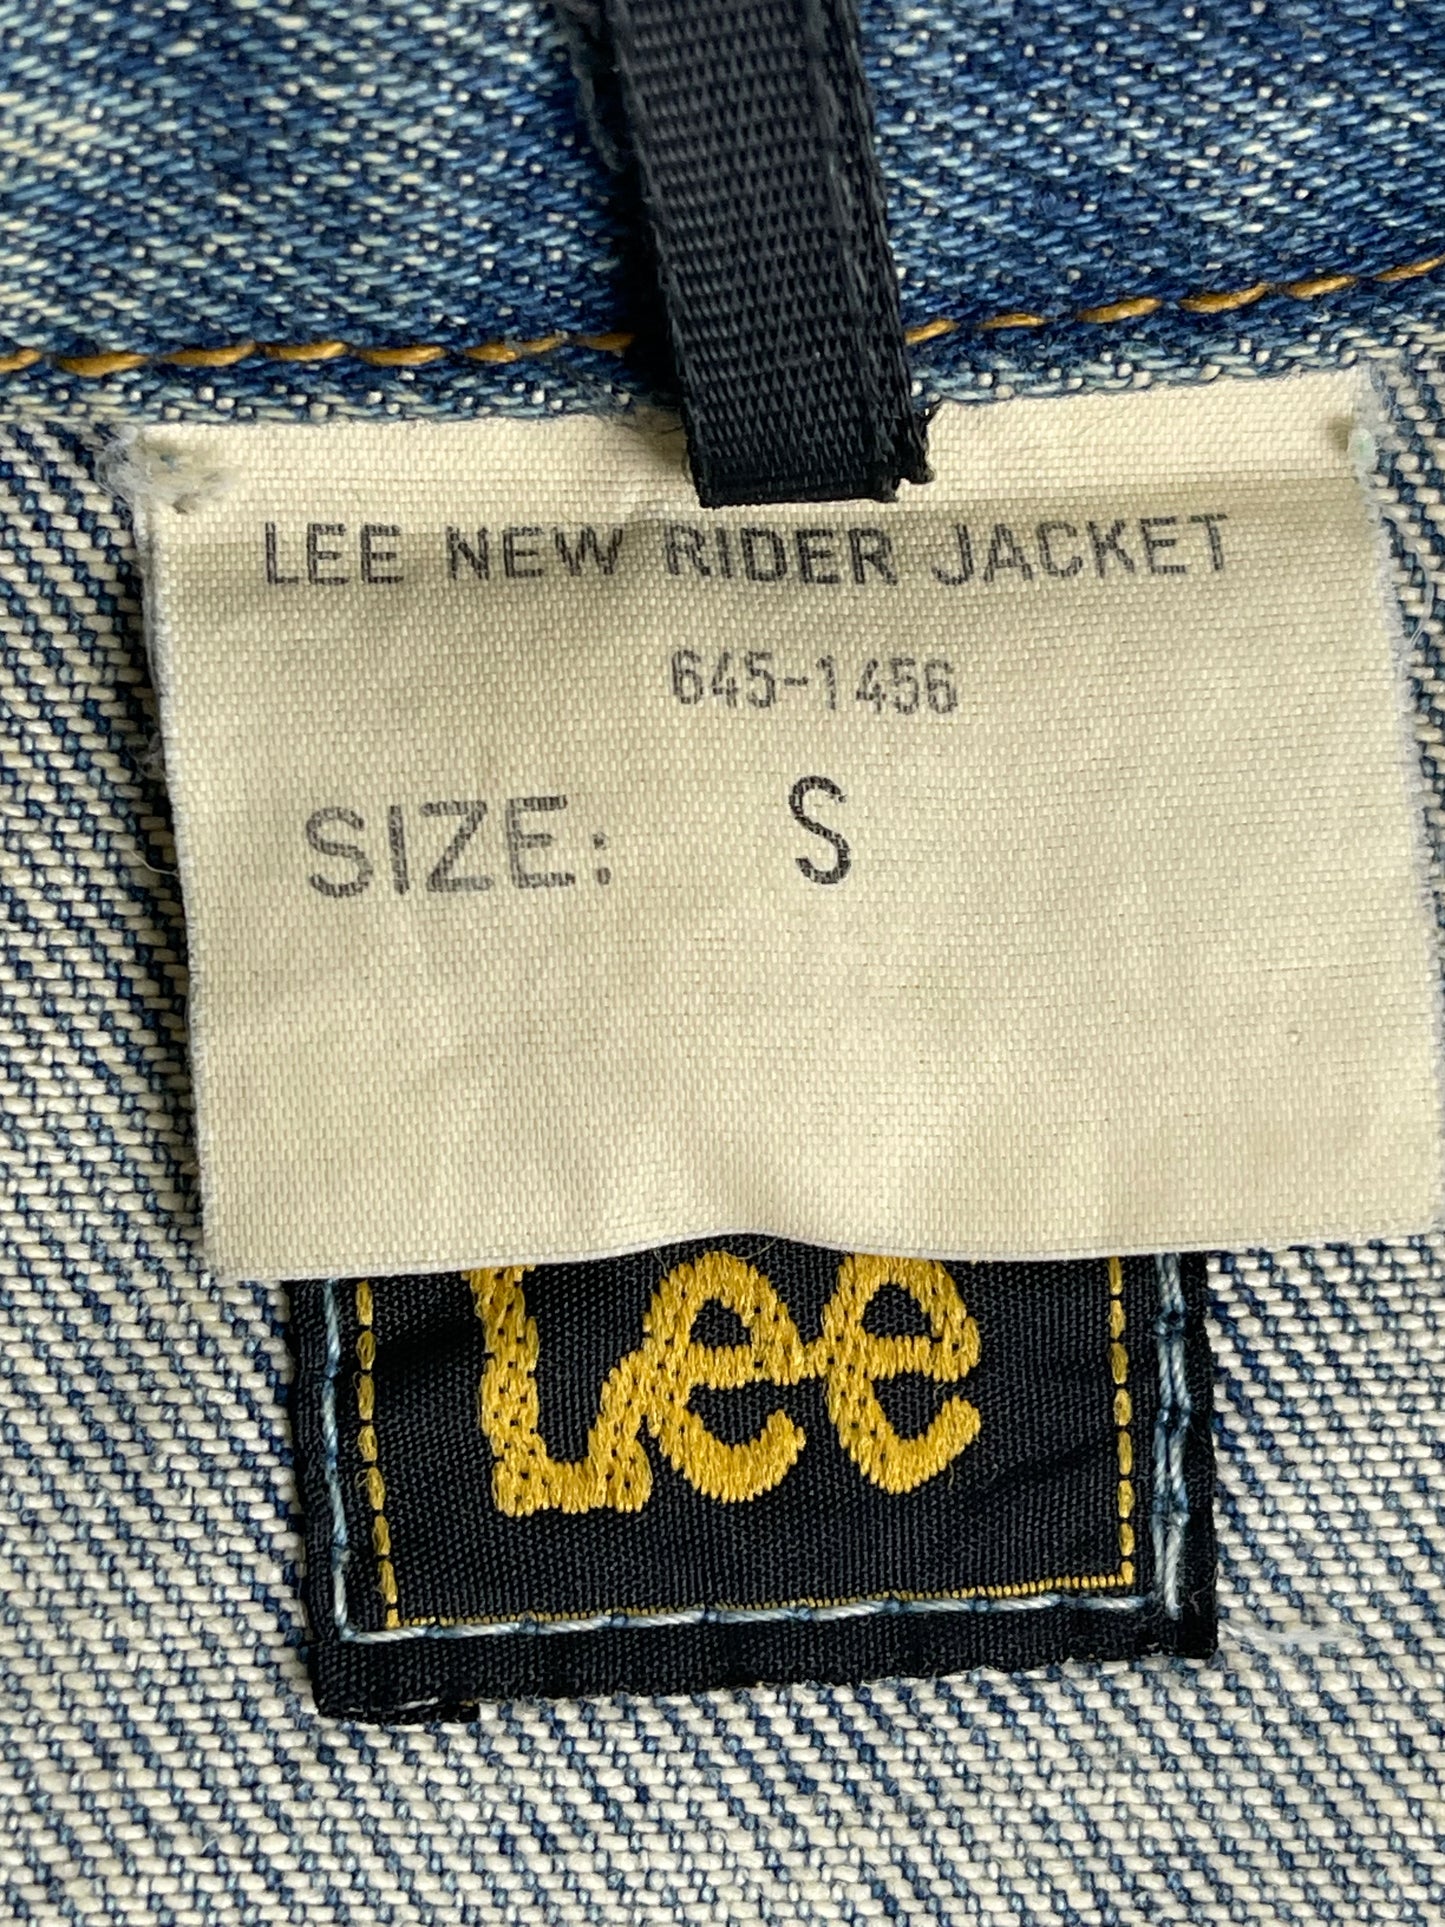 LEE NEW RIDER JACKET
645-1456
SIZE: S
Lee